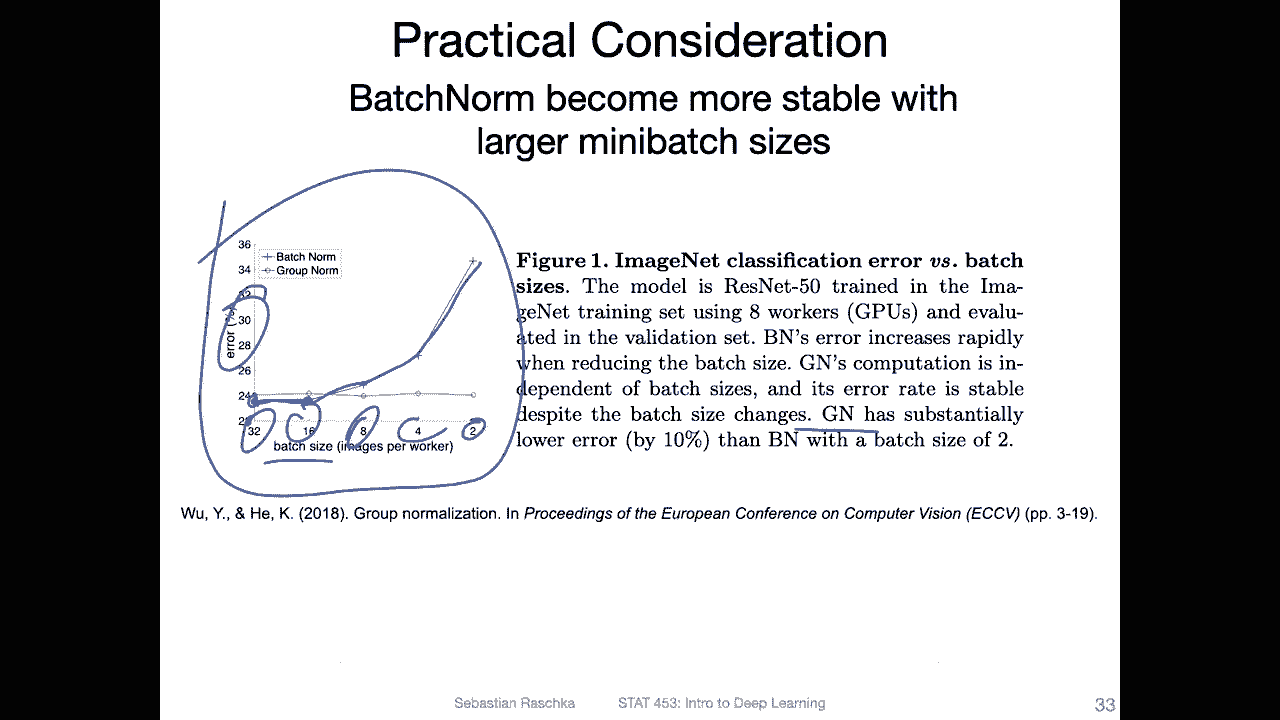 Practical Consideration
BatchNorm become more stable with
larger minibatch sizes
36
34
32
30
28
26
24
error (%)
Batch Norm
Group Norm
32 16 8 4 2
batch size (images per worker)
Figure 1. ImageNet classification error vs. batch
sizes. The model is ResNet-50 trained in the Ima-
geNet training set using 8 workers (GPUs) and evalu-
ated in the validation set. BN's error increases rapidly
when reducing the batch size. GN's computation is in-
dependent of batch sizes, and its error rate is stable
despite the batch size changes. GN has substantially
lower error (by 10%) than BN with a batch size of 2.
Wu, Y., & He, K. (2018). Group normalization. In Proceedings of the European Conference on Computer Vision (ECCV) (pp. 3-19).
Sebastian Raschka STAT 453: Intro to Deep Learning 33